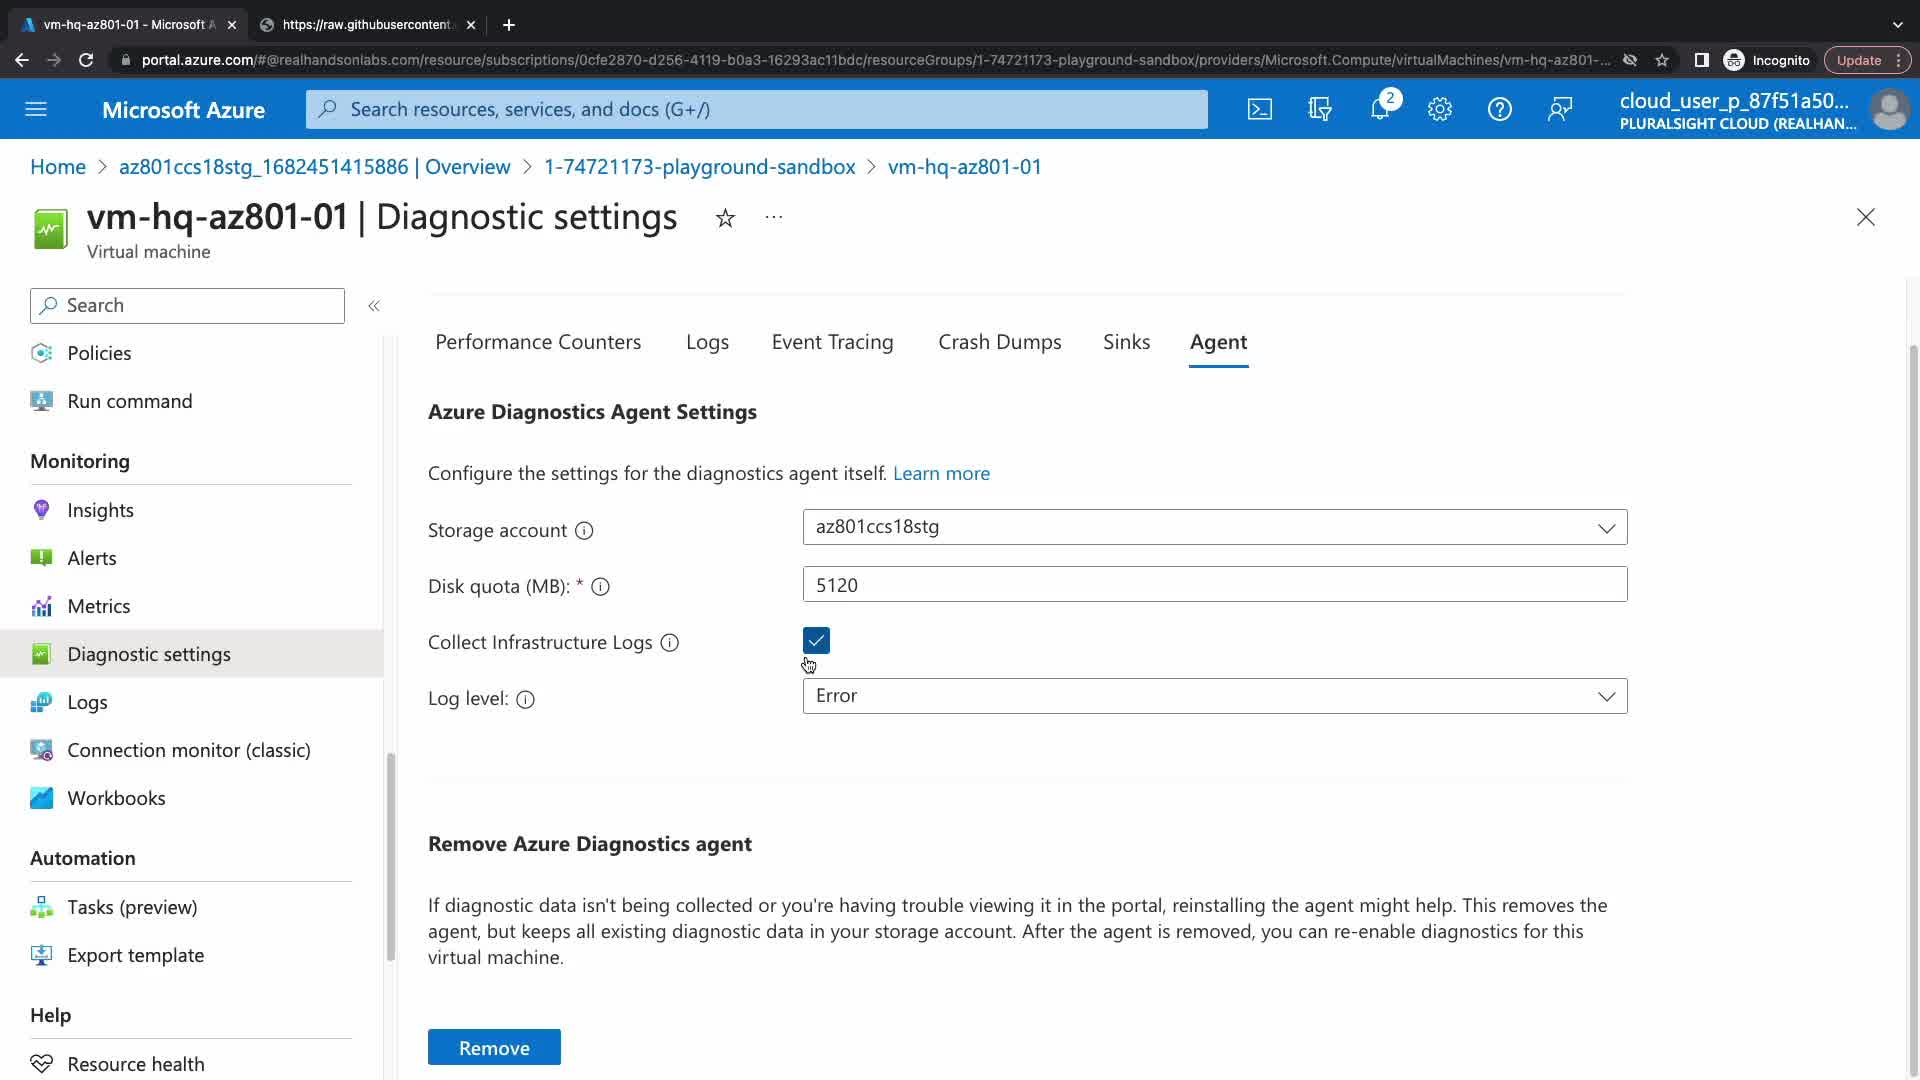 vm-hq-az801-01 - Microsoft A
https://raw.githubusercontent.
portal.azure.com/#@realhandsonlabs.com/resource/subscriptions/0cfe2870-d256-4119-b0a3-16293ac11bdc/resourceGroups/1-74721173-playground-sandbox/providers/Microsoft.Compute/virtualMachines/vm-hq-az801-...
Incognito
Update
Microsoft Azure
Search resources, services, and docs (G+/)
2
cloud_user_p_87f51a50...
PLURALSIGHT CLOUD (REALHAN...
Home > az801ccs18stg_1682451415886 | Overview > 1-74721173-playground-sandbox > vm-hq-az801-01
vm-hq-az801-01 | Diagnostic settings
Virtual machine
Search
Policies
Run command
Monitoring
Insights
Alerts
Metrics
Diagnostic settings
Logs
Connection monitor (classic)
Workbooks
Automation
Tasks (preview)
Export template
Help
Resource health
Performance Counters
Logs
Event Tracing
Crash Dumps
Sinks
Agent
Azure Diagnostics Agent Settings
Configure the settings for the diagnostics agent itself. Learn more
Storage account
az801ccs18stg
Disk quota (MB): *
5120
Collect Infrastructure Logs
Log level:
Error
Remove Azure Diagnostics agent
If diagnostic data isn't being collected or you're having trouble viewing it in the portal, reinstalling the agent might help. This removes the
agent, but keeps all existing diagnostic data in your storage account. After the agent is removed, you can re-enable diagnostics for this
virtual machine.
Remove